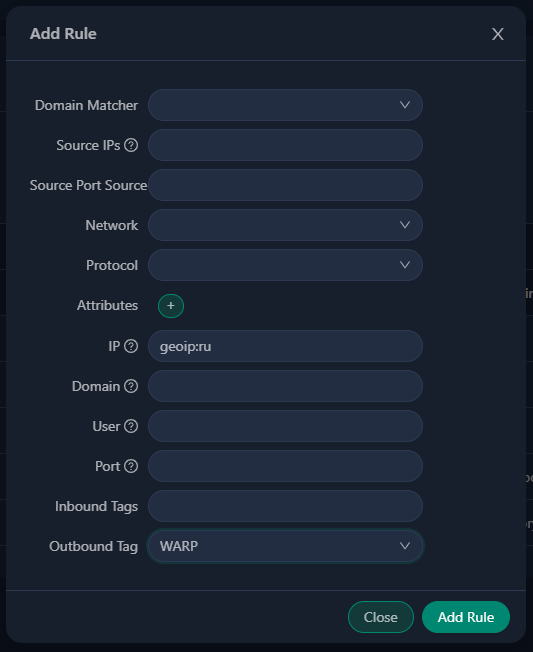 Add Rule
X
Domain Matcher
Source IPs ?
Source Port Source
Network
Protocol
Attributes +
IP ? geoip:ru
Domain ?
User ?
Port ?
Inbound Tags
Outbound Tag WARP
Close Add Rule